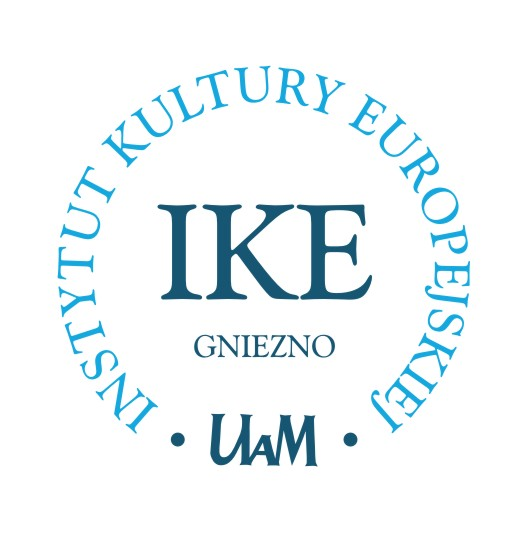 INSTYTUT KULTURY EUROPEJSKIEJ
IKE
GNIEZNO
• UAM •